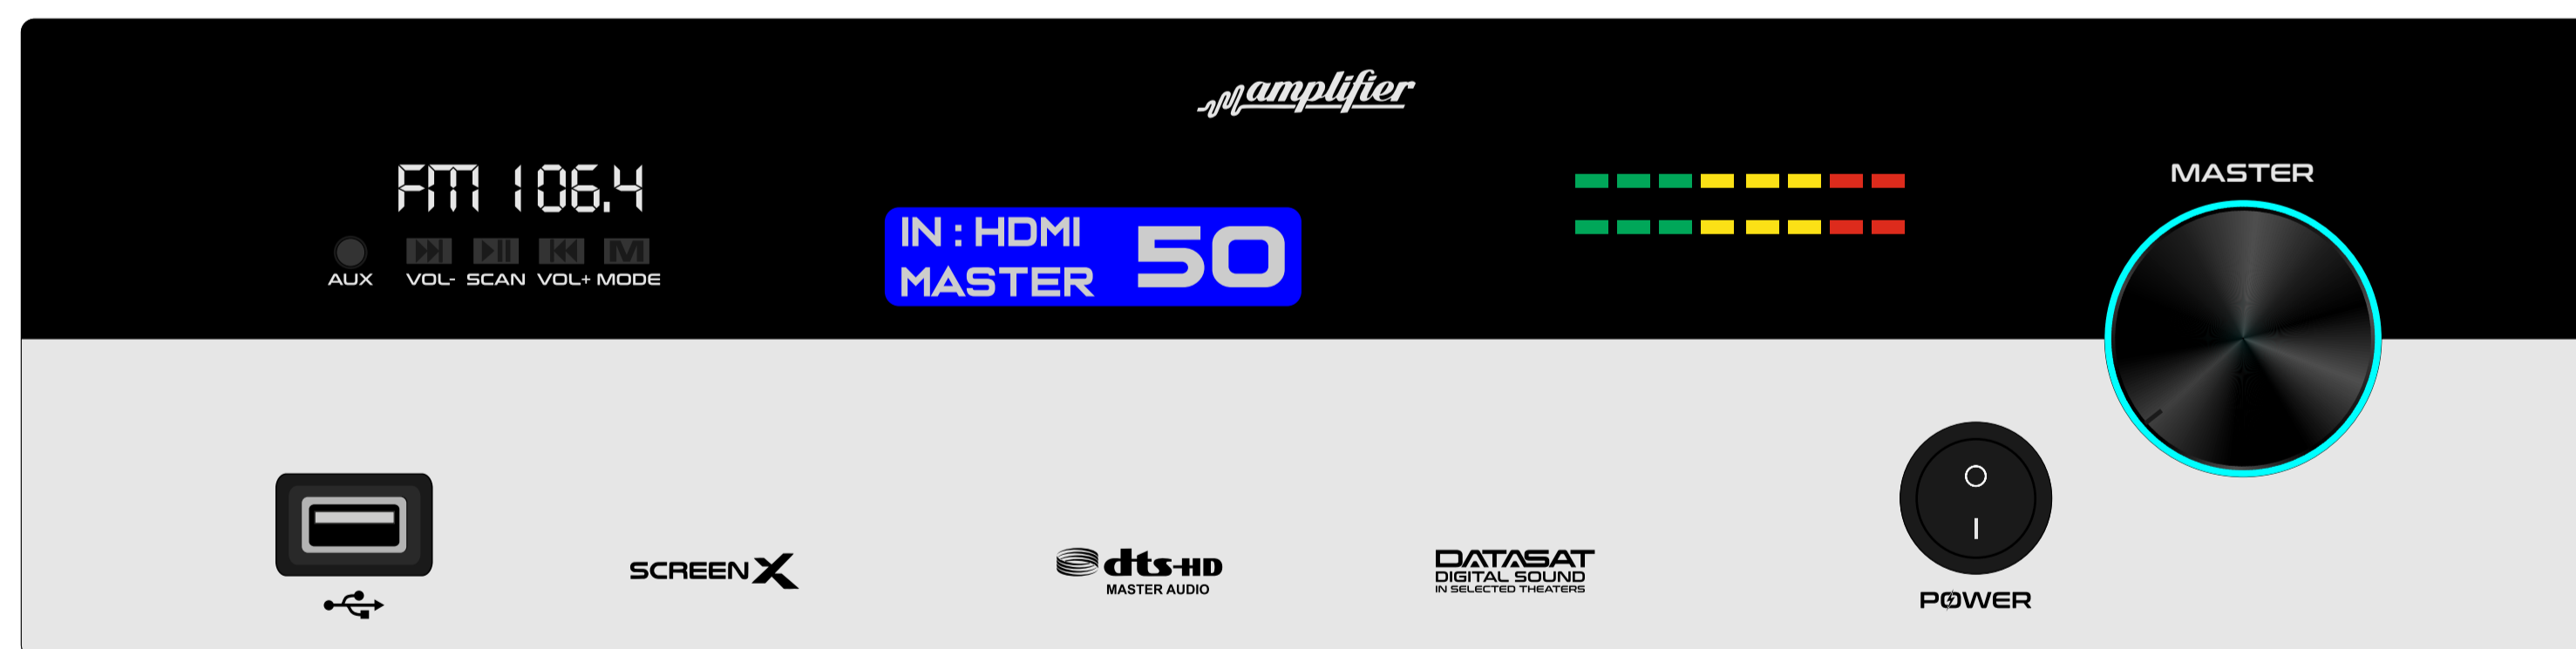 amplifier
FM 106.4
AUX VOL- SCAN VOL+ MODE
M
IN : HDMI
MASTER
50
MASTER
SCREENX
dts-HD
MASTER AUDIO
DATASAT
DIGITAL SOUND
IN SELECTED THEATERS
POWER